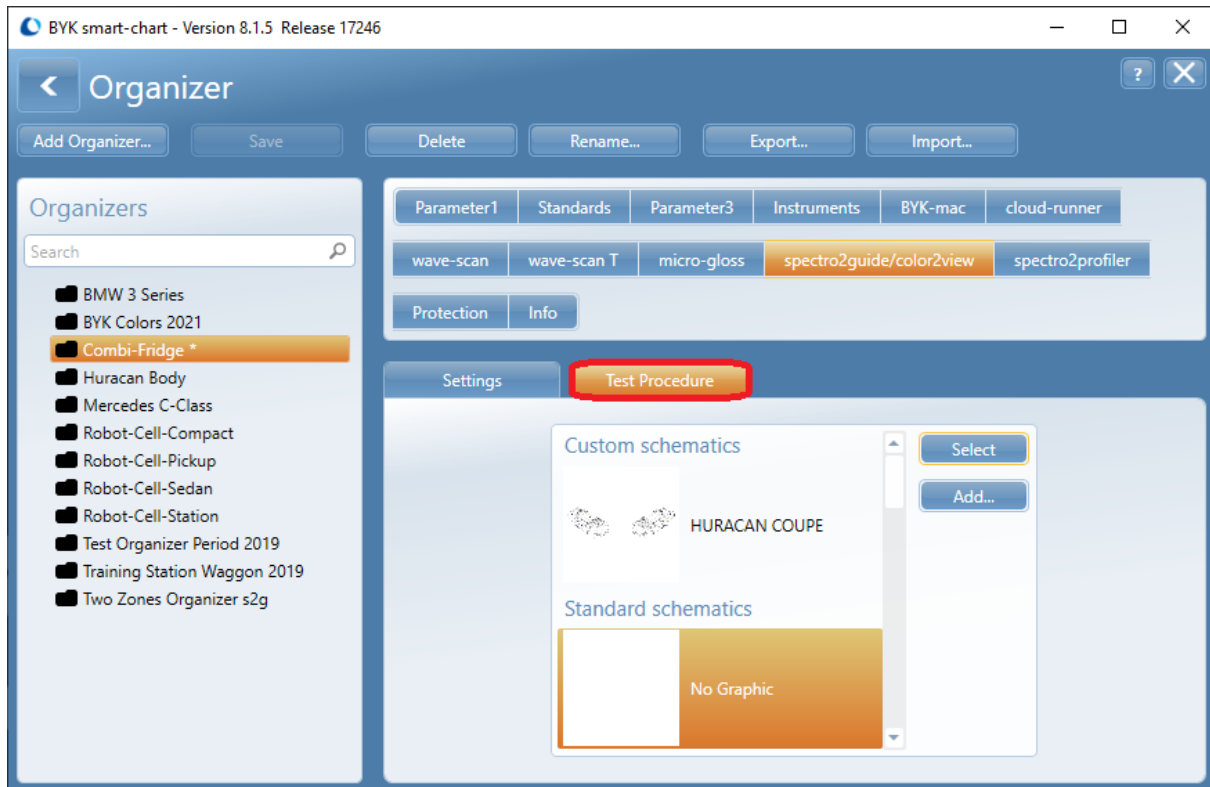 BYK smart-chart - Version 8.1.5 Release 17246
Organizer
?
Add Organizer... Save Delete Rename... Export... Import...
Organizers
Search
BMW 3 Series
BYK Colors 2021
Combi-Fridge *
Huracan Body
Mercedes C-Class
Robot-Cell-Compact
Robot-Cell-Pickup
Robot-Cell-Sedan
Robot-Cell-Station
Test Organizer Period 2019
Training Station Waggon 2019
Two Zones Organizer s2g
Parameter1 Standards Parameter3 Instruments BYK-mac cloud-runner
wave-scan wave-scan T micro-gloss spectro2guide/color2view spectro2profiler
Protection Info
Settings Test Procedure
Custom schematics
HURACAN COUPE
Standard schematics
No Graphic
Select
Add...